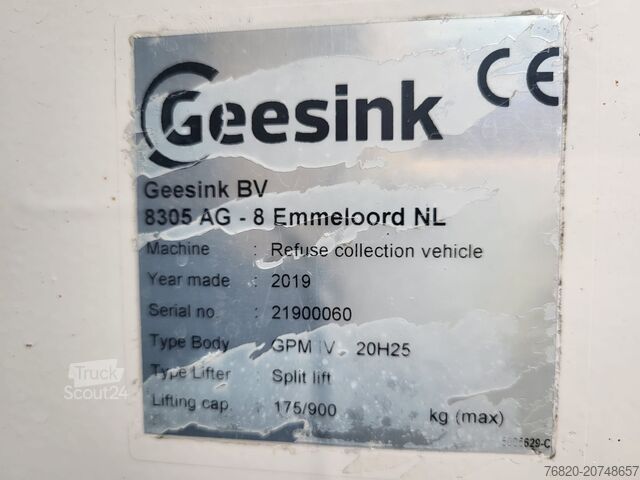 Geesink CE
Geesink BV
8305 AG - 8 Emmeloord NL
Machine : Refuse collection vehicle
Year made : 2019
Serial no : 21900060
Type Body : GPM IV 20H25
Type Lifter : Split lift
Lifting cap. : 175/900 kg (max)
Truck
Scout24
76820-20748657